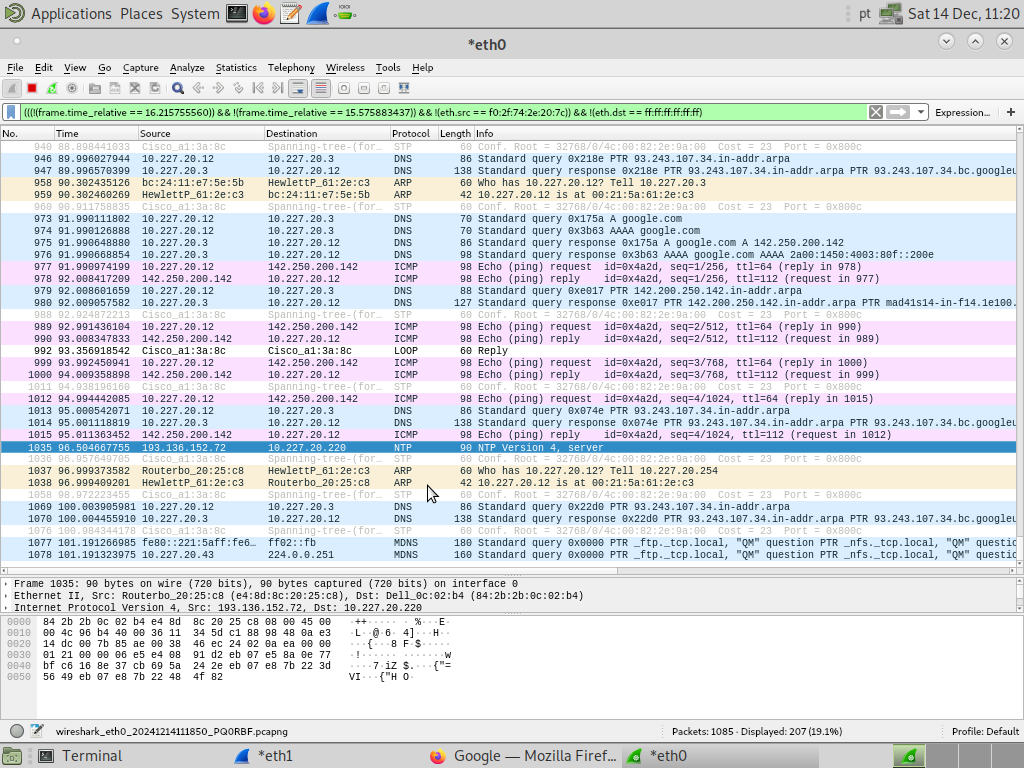 Applications Places System pt Sat 14 Dec, 11:20
*eth0
File Edit View Go Capture Analyze Statistics Telephony Wireless Tools Help
((((!(frame.time_relative == 16.215755560)) && !(frame.time_relative == 15.575883437)) && !(eth.src == f0:2f:74:2e:20:7c)) && !(eth.dst == ff:ff:ff:ff:ff:ff) Expression... +
No. Time Source Destination Protocol Length Info
940 88.898441033 Cisco_a1:3a:8c Spanning-tree-(for… STP 60 Conf. Root = 32768/0/4c:00:82:2e:9a:00 Cost = 23 Port = 0x800c
946 89.996027944 10.227.20.12 10.227.20.3 DNS 86 Standard query 0x218e PTR 93.243.107.34.in-addr.arpa
947 89.996570399 10.227.20.3 10.227.20.12 DNS 138 Standard query response 0x218e PTR 93.243.107.34.in-addr.arpa PTR 93.243.107.34.bc.googleu
958 90.302435126 bc:24:11:e7:5e:5b HewlettP_61:2e:c3 ARP 60 Who has 10.227.20.12? Tell 10.227.20.3
959 90.302460269 HewlettP_61:2e:c3 bc:24:11:e7:5e:5b ARP 42 10.227.20.12 is at 00:21:5a:61:2e:c3
960 90.911758835 Cisco_a1:3a:8c Spanning-tree-(for… STP 60 Conf. Root = 32768/0/4c:00:82:2e:9a:00 Cost = 23 Port = 0x800c
973 91.990111802 10.227.20.12 10.227.20.3 DNS 70 Standard query 0x175a A google.com
974 91.990126888 10.227.20.12 10.227.20.3 DNS 70 Standard query 0x3b63 AAAA google.com
975 91.990648880 10.227.20.3 10.227.20.12 DNS 86 Standard query response 0x175a A google.com A 142.250.200.142
976 91.990668854 10.227.20.3 10.227.20.12 DNS 98 Standard query response 0x3b63 AAAA google.com AAAA 2a00:1450:4003:80f::200e
977 91.990974199 10.227.20.12 142.250.200.142 ICMP 98 Echo (ping) request id=0x4a2d, seq=1/256, ttl=64 (reply in 978)
978 92.008417209 142.250.200.142 10.227.20.12 ICMP 98 Echo (ping) reply id=0x4a2d, seq=1/256, ttl=112 (request in 977)
979 92.008601659 10.227.20.12 10.227.20.3 DNS 88 Standard query 0xe017 PTR 142.200.250.142.in-addr.arpa
980 92.009057582 10.227.20.3 10.227.20.12 DNS 127 Standard query response 0xe017 PTR 142.200.250.142.in-addr.arpa PTR mad41s14-in-f14.1e100.
988 92.924872213 Cisco_a1:3a:8c Spanning-tree-(for… STP 60 Conf. Root = 32768/0/4c:00:82:2e:9a:00 Cost = 23 Port = 0x800c
989 92.991436104 10.227.20.12 142.250.200.142 ICMP 98 Echo (ping) request id=0x4a2d, seq=2/512, ttl=64 (reply in 990)
990 93.008347833 142.250.200.142 10.227.20.12 ICMP 98 Echo (ping) reply id=0x4a2d, seq=2/512, ttl=112 (request in 989)
992 93.356918542 Cisco_a1:3a:8c Cisco_a1:3a:8c LOOP 60 Reply
999 93.992450941 10.227.20.12 142.250.200.142 ICMP 98 Echo (ping) request id=0x4a2d, seq=3/768, ttl=64 (reply in 1000)
1000 94.009358898 142.250.200.142 10.227.20.12 ICMP 98 Echo (ping) reply id=0x4a2d, seq=3/768, ttl=112 (request in 999)
1011 94.938196160 Cisco_a1:3a:8c Spanning-tree-(for… STP 60 Conf. Root = 32768/0/4c:00:82:2e:9a:00 Cost = 23 Port = 0x800c
1012 94.994442085 10.227.20.12 142.250.200.142 ICMP 98 Echo (ping) request id=0x4a2d, seq=4/1024, ttl=64 (reply in 1015)
1013 95.000542071 10.227.20.12 10.227.20.3 DNS 86 Standard query 0x074e PTR 93.243.107.34.in-addr.arpa
1014 95.001118819 10.227.20.3 10.227.20.12 DNS 138 Standard query response 0x074e PTR 93.243.107.34.in-addr.arpa PTR 93.243.107.34.bc.googleu
1015 95.011363452 142.250.200.142 10.227.20.12 ICMP 98 Echo (ping) reply id=0x4a2d, seq=4/1024, ttl=112 (request in 1012)
1035 96.504667755 193.136.152.72 10.227.20.220 NTP 90 NTP Version 4, server
1036 96.957649705 Cisco_a1:3a:8c Spanning-tree-(for… STP 60 Conf. Root = 32768/0/4c:00:82:2e:9a:00 Cost = 23 Port = 0x800c
1037 96.999373582 Routerbo_20:25:c8 HewlettP_61:2e:c3 ARP 60 Who has 10.227.20.12? Tell 10.227.20.254
1038 96.999409201 HewlettP_61:2e:c3 Routerbo_20:25:c8 ARP 42 10.227.20.12 is at 00:21:5a:61:2e:c3
1058 98.972223455 Cisco_a1:3a:8c Spanning-tree-(for… STP 60 Conf. Root = 32768/0/4c:00:82:2e:9a:00 Cost = 23 Port = 0x800c
1069 100.003905981 10.227.20.12 10.227.20.3 DNS 86 Standard query 0x22d0 PTR 93.243.107.34.in-addr.arpa
1070 100.004455910 10.227.20.3 10.227.20.12 DNS 138 Standard query response 0x22d0 PTR 93.243.107.34.in-addr.arpa PTR 93.243.107.34.bc.googleu
1076 100.984344178 Cisco_a1:3a:8c Spanning-tree-(for… STP 60 Conf. Root = 32768/0/4c:00:82:2e:9a:00 Cost = 23 Port = 0x800c
1077 101.191266985 fe80::221:5aff:fe6… ff02::fb MDNS 180 Standard query 0x0000 PTR _ftp._tcp.local, "QM" question PTR _nfs._tcp.local, "QM" questio
1078 101.191323975 10.227.20.43 224.0.0.251 MDNS 160 Standard query 0x0000 PTR _ftp._tcp.local, "QM" question PTR _nfs._tcp.local, "QM" questio
Frame 1035: 90 bytes on wire (720 bits), 90 bytes captured (720 bits) on interface 0
Ethernet II, Src: Routerbo_20:25:c8 (e4:8d:8c:20:25:c8), Dst: Dell_0c:02:b4 (84:2b:2b:0c:02:b4)
Internet Protocol Version 4, Src: 193.136.152.72, Dst: 10.227.20.220
0000 84 2b 2b 0c 02 b4 e4 8d 8c 20 25 c8 08 00 45 00 ·++····· · %···E·
0010 00 4c 96 b4 40 00 36 11 34 5d c1 88 98 48 0a e3 ·L··@·6· 4]···H··
0020 14 dc 00 7b 85 ae 00 38 46 ec 24 02 0a ea 00 00 ···{···8 F·$·····
0030 01 21 00 00 06 e5 e4 08 91 d2 eb 07 e5 8a 0e 77 ·!······ ·······w
0040 bf c6 16 8e 37 cb 69 5a 24 2e eb 07 e8 7b 22 3d ····7·iZ $.···{"=
0050 56 49 eb 07 e8 7b 22 48 4f 82 VI···{"H O·
wireshark_eth0_20241214111850_PQ0RBF.pcapng Packets: 1085 · Displayed: 207 (19.1%) Profile: Default
Terminal *eth1 Google — Mozilla Firef... *eth0